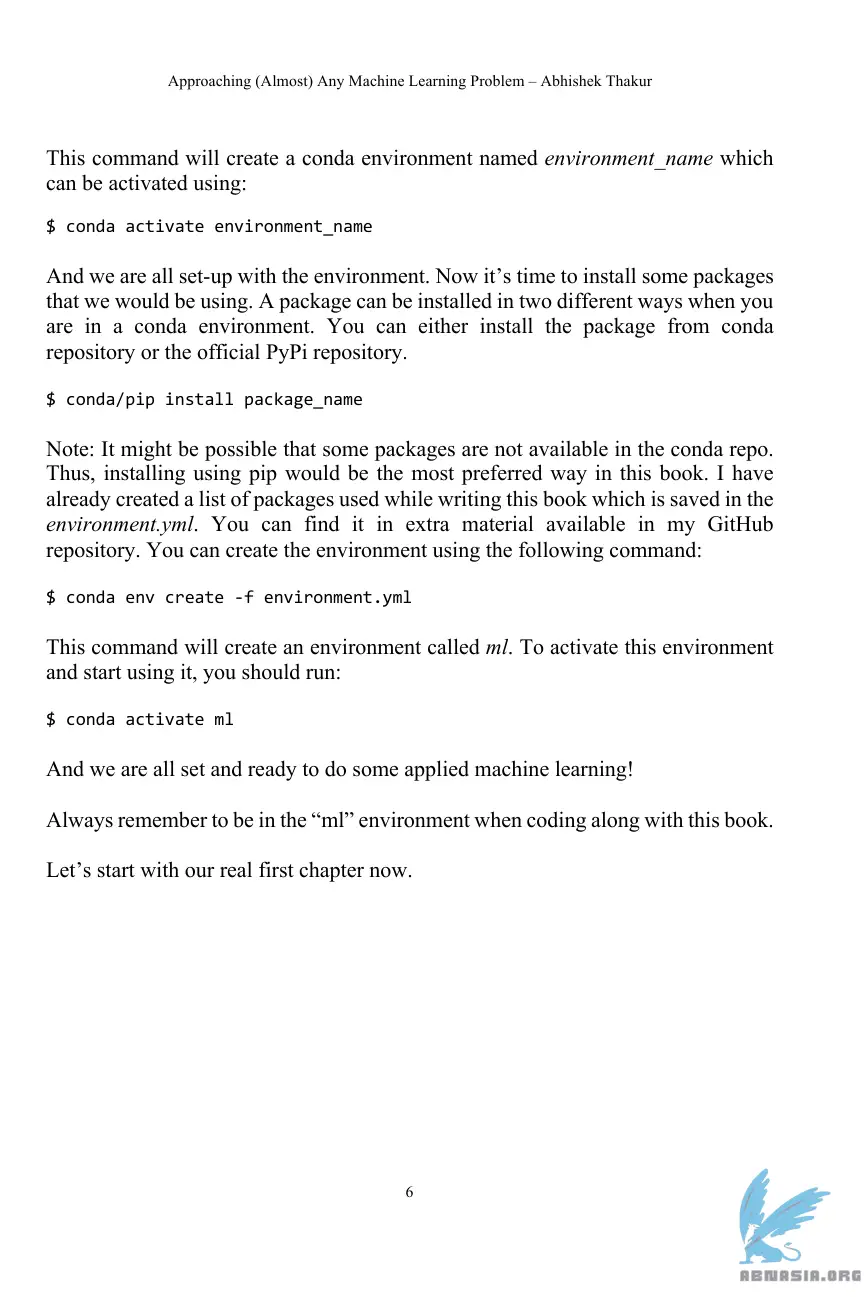 Approaching (Almost) Any Machine Learning Problem – Abhishek Thakur
This command will create a conda environment named environment_name which
can be activated using:
$ conda activate environment_name
And we are all set-up with the environment. Now it’s time to install some packages
that we would be using. A package can be installed in two different ways when you
are in a conda environment. You can either install the package from conda
repository or the official PyPi repository.
$ conda/pip install package_name
Note: It might be possible that some packages are not available in the conda repo.
Thus, installing using pip would be the most preferred way in this book. I have
already created a list of packages used while writing this book which is saved in the
environment.yml. You can find it in extra material available in my GitHub
repository. You can create the environment using the following command:
$ conda env create -f environment.yml
This command will create an environment called ml. To activate this environment
and start using it, you should run:
$ conda activate ml
And we are all set and ready to do some applied machine learning!
Always remember to be in the “ml” environment when coding along with this book.
Let’s start with our real first chapter now.
6
ABNASIA.ORG